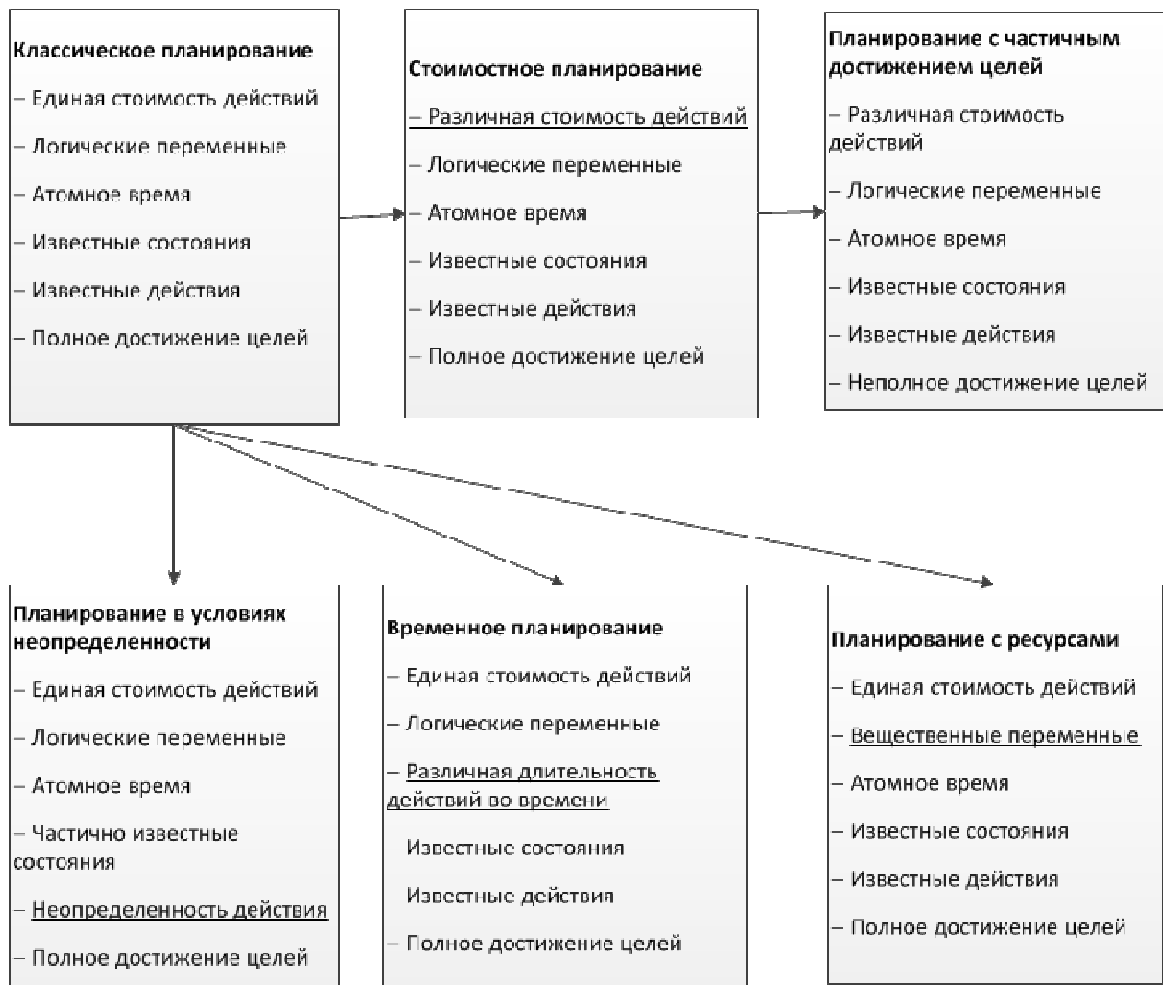 Классическое планирование
– Единая стоимость действий
– Логические переменные
– Атомное время
– Известные состояния
– Известные действия
– Полное достижение целей
Стоимостное планирование
– Различная стоимость действий
– Логические переменные
– Атомное время
– Известные состояния
– Известные действия
– Полное достижение целей
Планирование с частичным
достижением целей
– Различная стоимость
действий
– Логические переменные
– Атомное время
– Известные состояния
– Известные действия
– Неполное достижение целей
Планирование в условиях
неопределенности
– Единая стоимость действий
– Логические переменные
– Атомное время
– Частично известные
состояния
– Неопределенность действия
– Полное достижение целей
Временное планирование
– Единая стоимость действий
– Логические переменные
– Различная длительность
действий во времени
Известные состояния
Известные действия
– Полное достижение целей
Планирование с ресурсами
– Единая стоимость действий
– Вещественные переменные
– Атомное время
– Известные состояния
– Известные действия
– Полное достижение целей